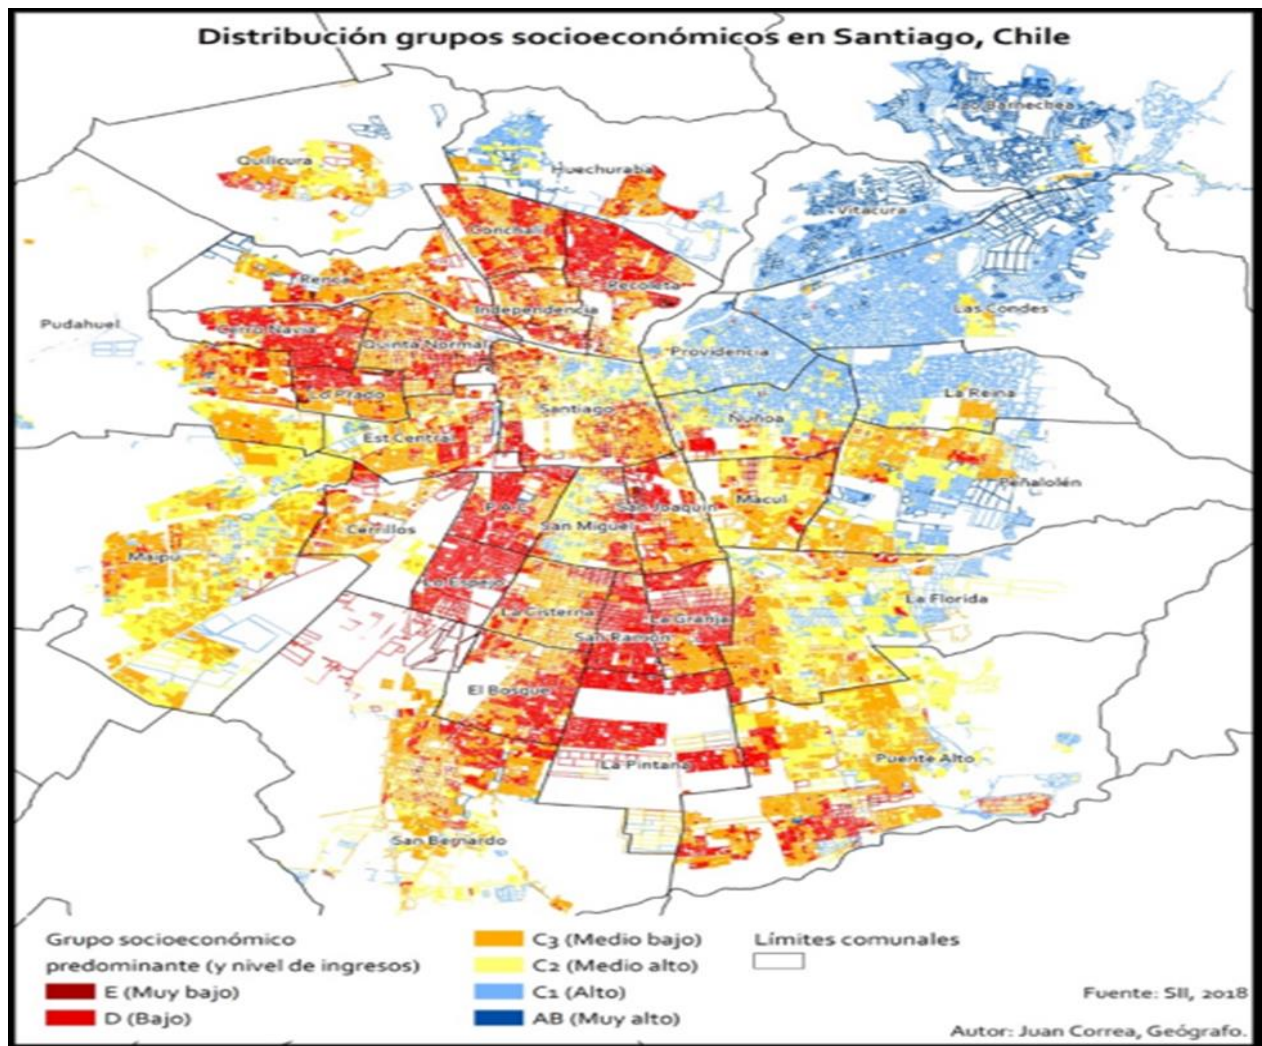 Distribución grupos socioeconómicos en Santiago, Chile
Lo Barnechea
Quilicura
Huechuraba
Vitacura
Conchalí
Renca
Recoleta
Independencia
Las Condes
Pudahuel
Cerro Navia
Quinta Normal
Providencia
Lo Prado
La Reina
Santiago
Ñuñoa
Est Central
Peñalolén
Macul
P.A.C
San Joaquín
San Miguel
Cerrillos
Maipú
Lo Espejo
La Cisterna
La Granja
La Florida
San Ramón
El Bosque
La Pintana
Puente Alto
San Bernardo
Grupo socioeconómico
predominante (y nivel de ingresos)
E (Muy bajo)
D (Bajo)
C3 (Medio bajo)
C2 (Medio alto)
C1 (Alto)
AB (Muy alto)
Límites comunales
Fuente: SII, 2018
Autor: Juan Correa, Geógrafo.